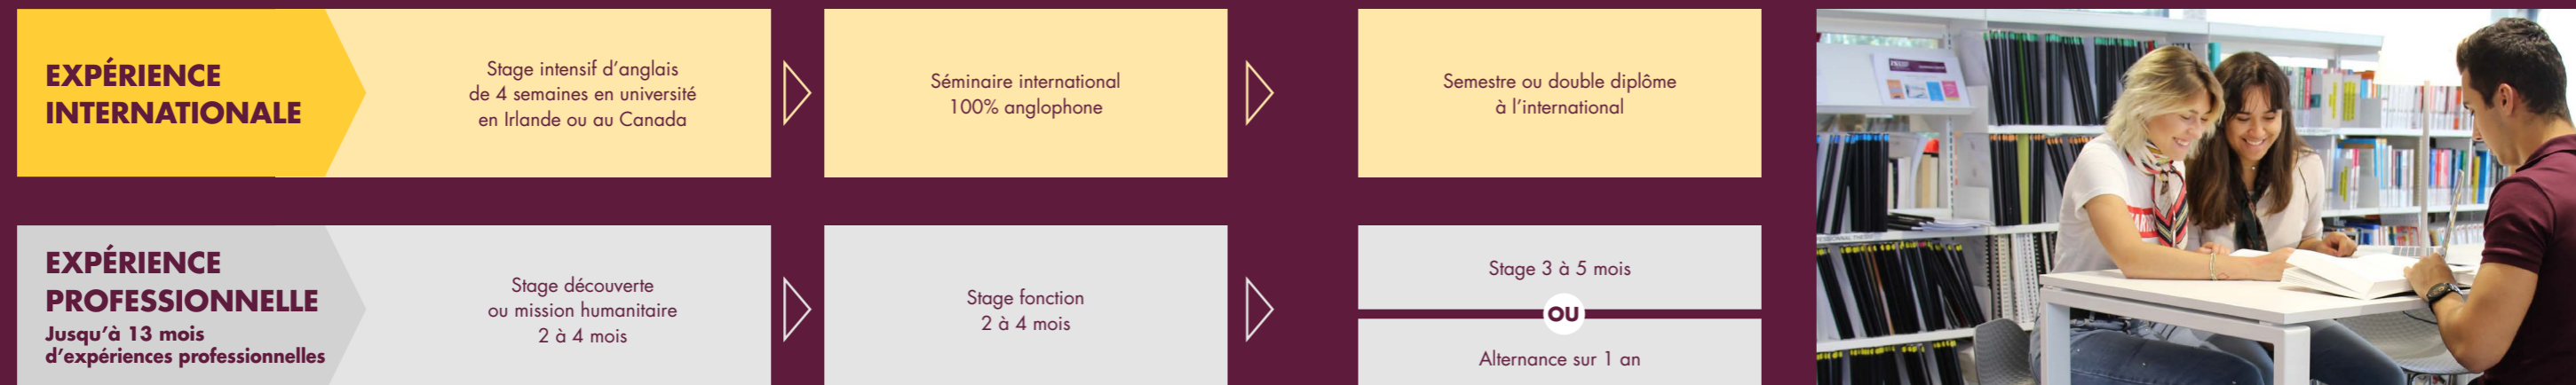 EXPÉRIENCE
INTERNATIONALE
Stage intensif d'anglais
de 4 semaines en université
en Irlande ou au Canada
Séminaire international
100% anglophone
Semestre ou double diplôme
à l'international
EXPÉRIENCE
PROFESSIONNELLE
Jusqu'à 13 mois
d'expériences professionnelles
Stage découverte
ou mission humanitaire
2 à 4 mois
Stage fonction
2 à 4 mois
Stage 3 à 5 mois
OU
Alternance sur 1 an